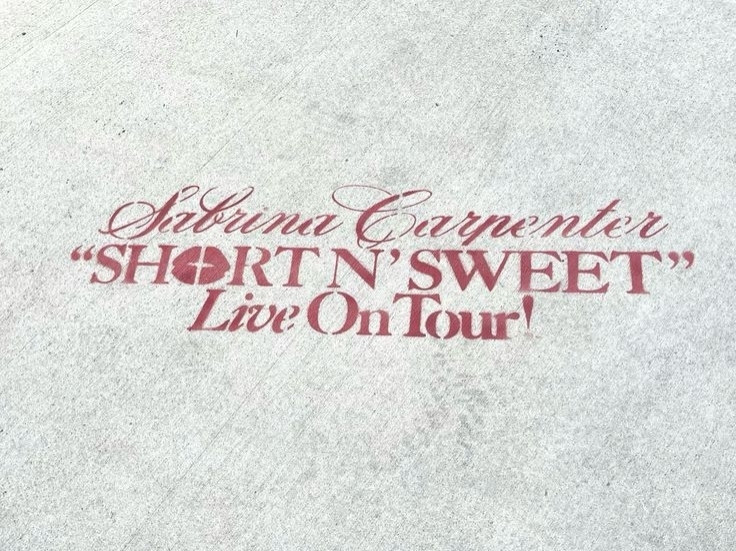 Sabrina Carpenter
“SHORT N’ SWEET”
Live On Tour!